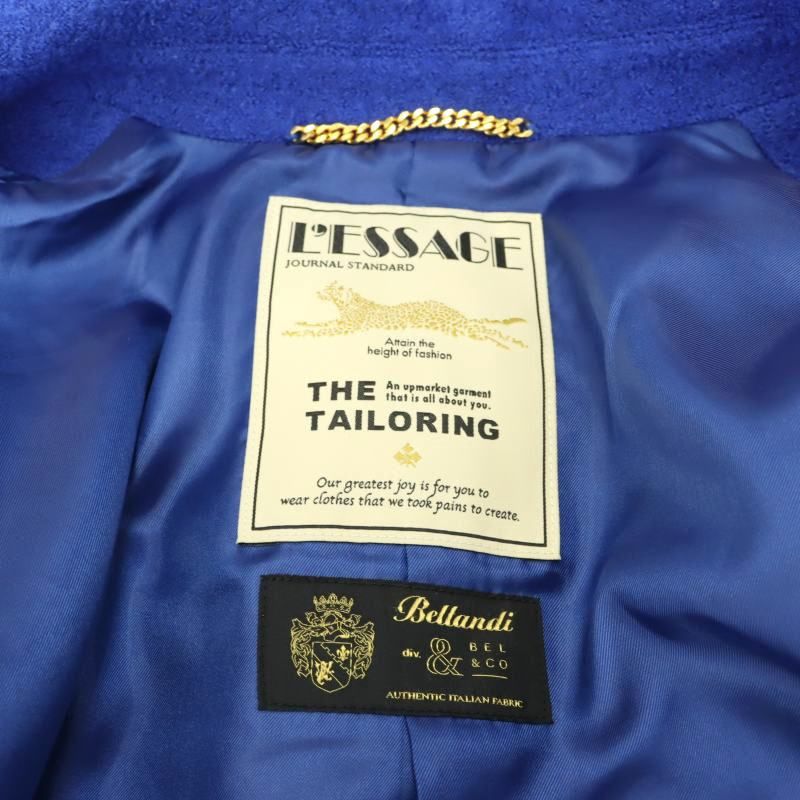 L'ESSAGE
JOURNAL STANDARD
Attain the
height of fashion
THE An upmarket garment
that is all about you.
TAILORING
Our greatest joy is for you to
wear clothes that we took pains to create.
Bellandi
div. & BEL
& CO
AUTHENTIC ITALIAN FABRIC